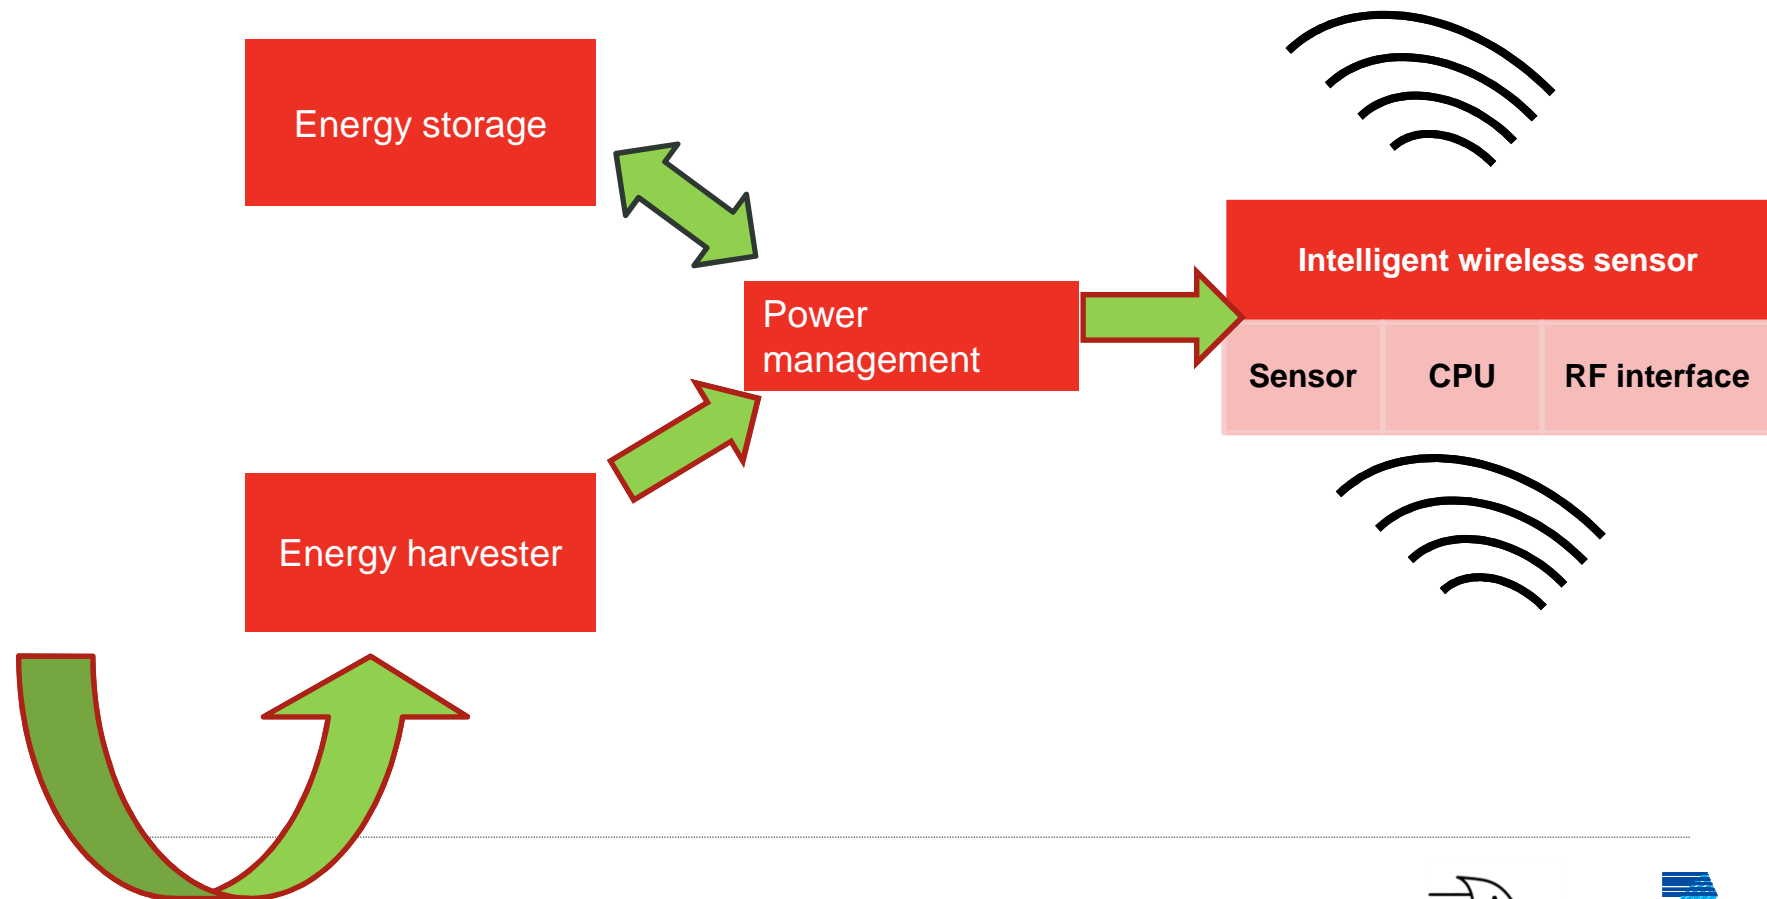 Energy storage
Power
management
Intelligent wireless sensor
Sensor CPU RF interface
Energy harvester